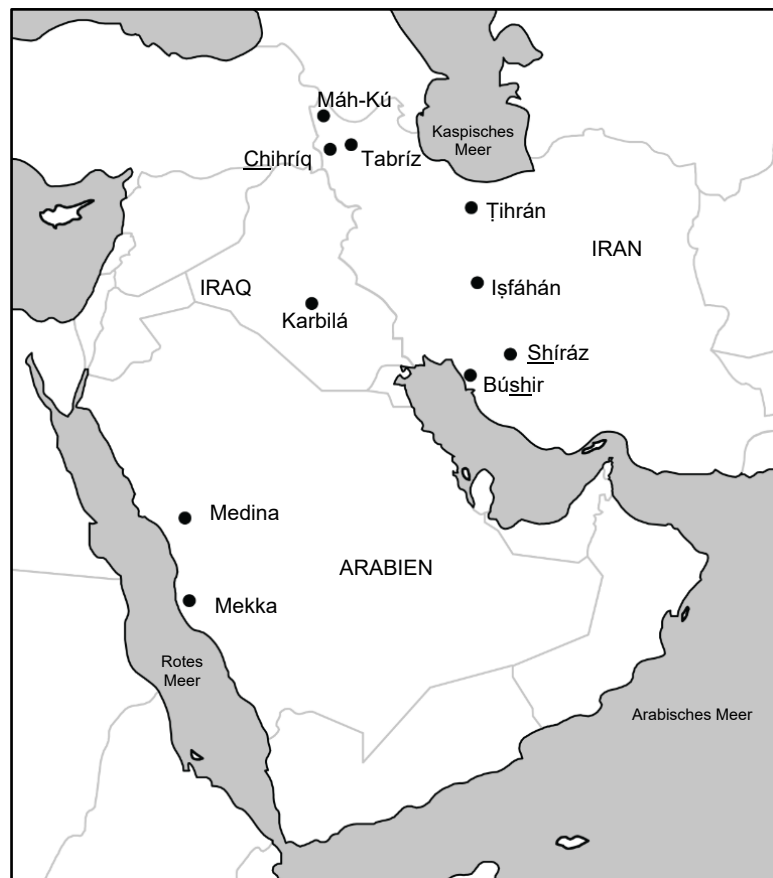 Máh-Kú
Kaspisches
Meer
Chihríq
Tabríz
Ṭihrán
IRAN
IRAQ
Iṣfáhán
Karbilá
Shíráz
Búshir
Medina
ARABIEN
Mekka
Rotes
Meer
Arabisches Meer